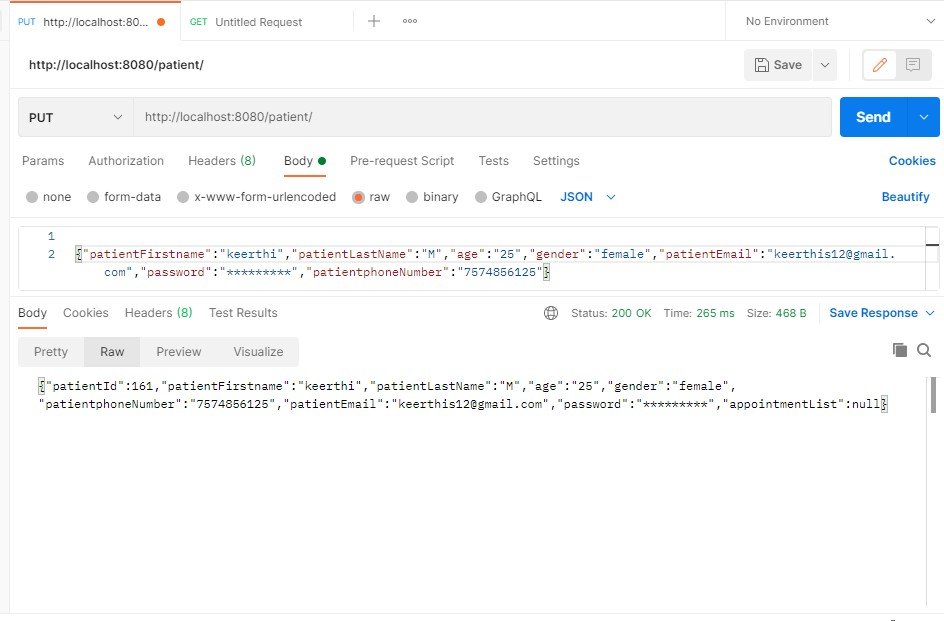 PUT http://localhost:80... GET Untitled Request No Environment
http://localhost:8080/patient/ Save
PUT http://localhost:8080/patient/ Send
Params Authorization Headers (8) Body Pre-request Script Tests Settings Cookies
none form-data x-www-form-urlencoded raw binary GraphQL JSON Beautify
1
2 {"patientFirstname":"keerthi","patientLastName":"M","age":"25","gender":"female","patientEmail":"keerthis12@gmail.
com","password":"*********","patientphoneNumber":"7574856125"}
Body Cookies Headers (8) Test Results Status: 200 OK Time: 265 ms Size: 468 B Save Response
Pretty Raw Preview Visualize
{"patientId":161,"patientFirstname":"keerthi","patientLastName":"M","age":"25","gender":"female",
"patientphoneNumber":"7574856125","patientEmail":"keerthis12@gmail.com","password":"*********","appointmentList":null}